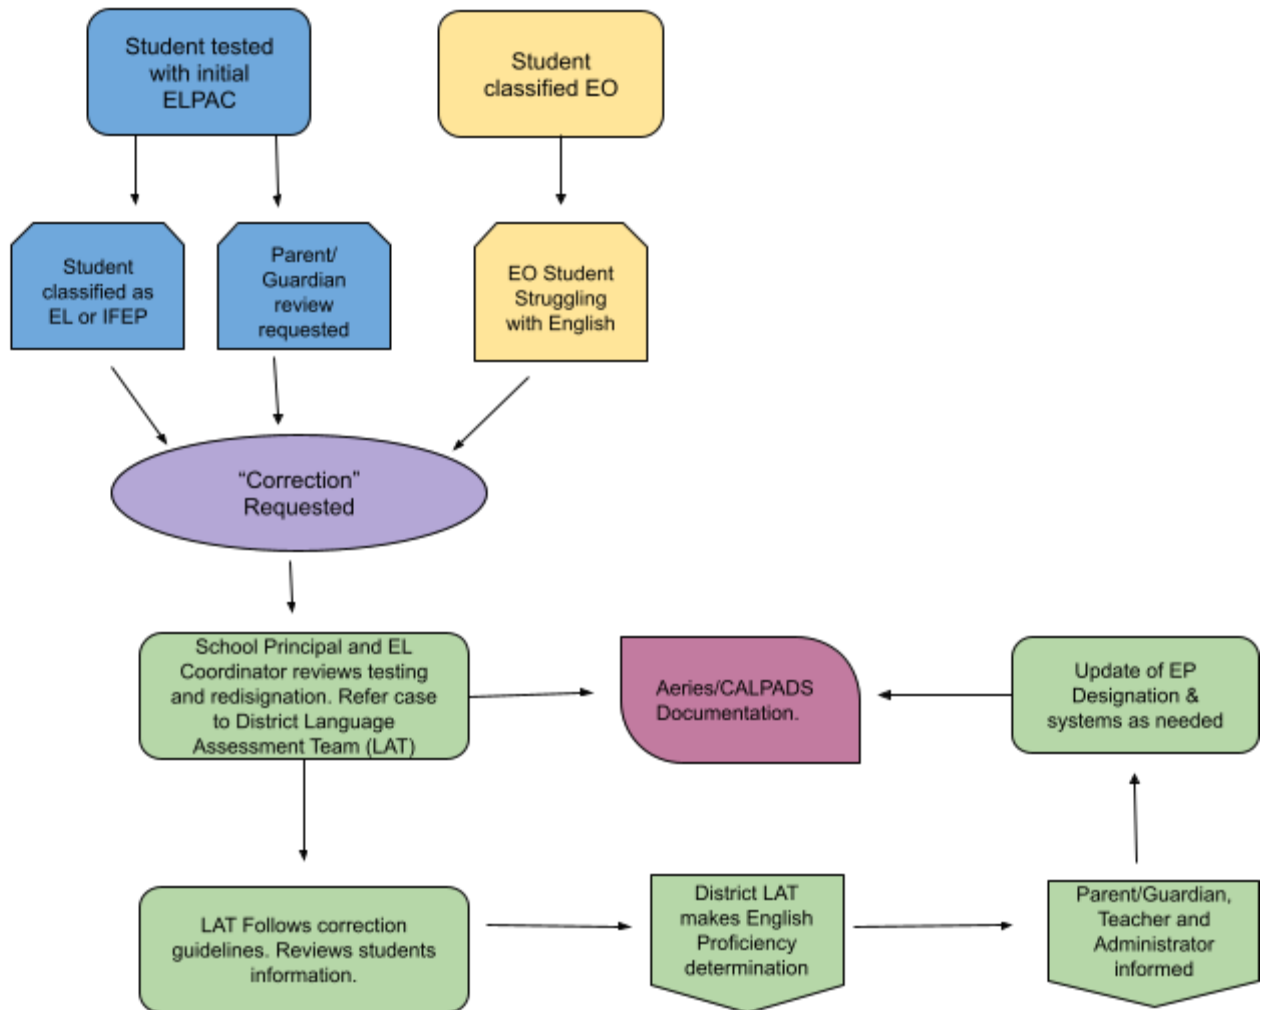 Student tested
with initial
ELPAC
Student
classified EO
Student
classified as
EL or IFEP
Parent/
Guardian
review
requested
EO Student
Struggling
with English
“Correction”
Requested
School Principal and EL
Coordinator reviews testing
and redisignation. Refer case
to District Language
Assessment Team (LAT)
Aeries/CALPADS
Documentation.
Update of EP
Designation &
systems as needed
LAT Follows correction
guidelines. Reviews students
information.
District LAT
makes English
Proficiency
determination
Parent/Guardian,
Teacher and
Administrator
informed